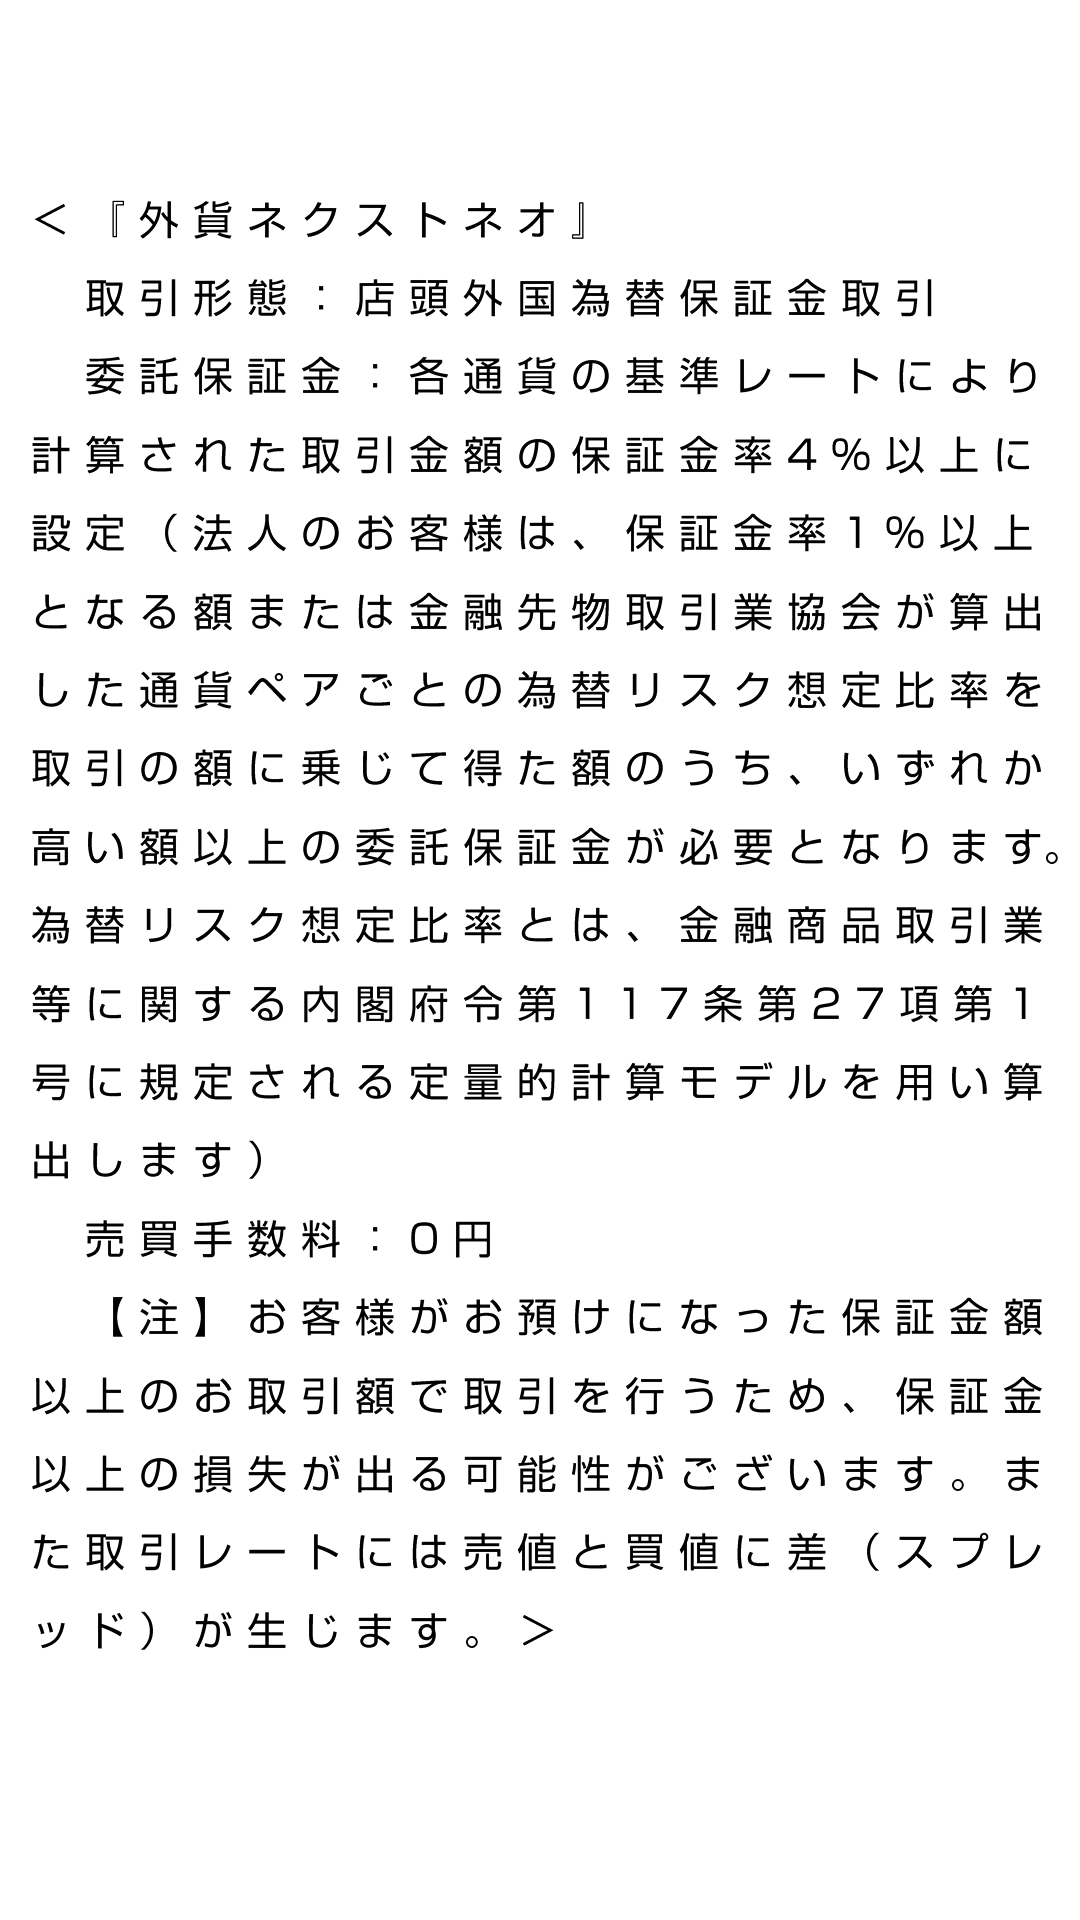 ＜『外貨ネクストネオ』
　取引形態：店頭外国為替保証金取引
　委託保証金：各通貨の基準レートにより
計算された取引金額の保証金率4％以上に
設定（法人のお客様は、保証金率1％以上
となる額または金融先物取引業協会が算出
した通貨ペアごとの為替リスク想定比率を
取引の額に乗じて得た額のうち、いずれか
高い額以上の委託保証金が必要となります。
為替リスク想定比率とは、金融商品取引業
等に関する内閣府令第117条第27項第1
号に規定される定量的計算モデルを用い算
出します）
　売買手数料：0円
　【注】お客様がお預けになった保証金額
以上のお取引額で取引を行うため、保証金
以上の損失が出る可能性がございます。ま
た取引レートには売値と買値に差（スプレ
ッド）が生じます。＞